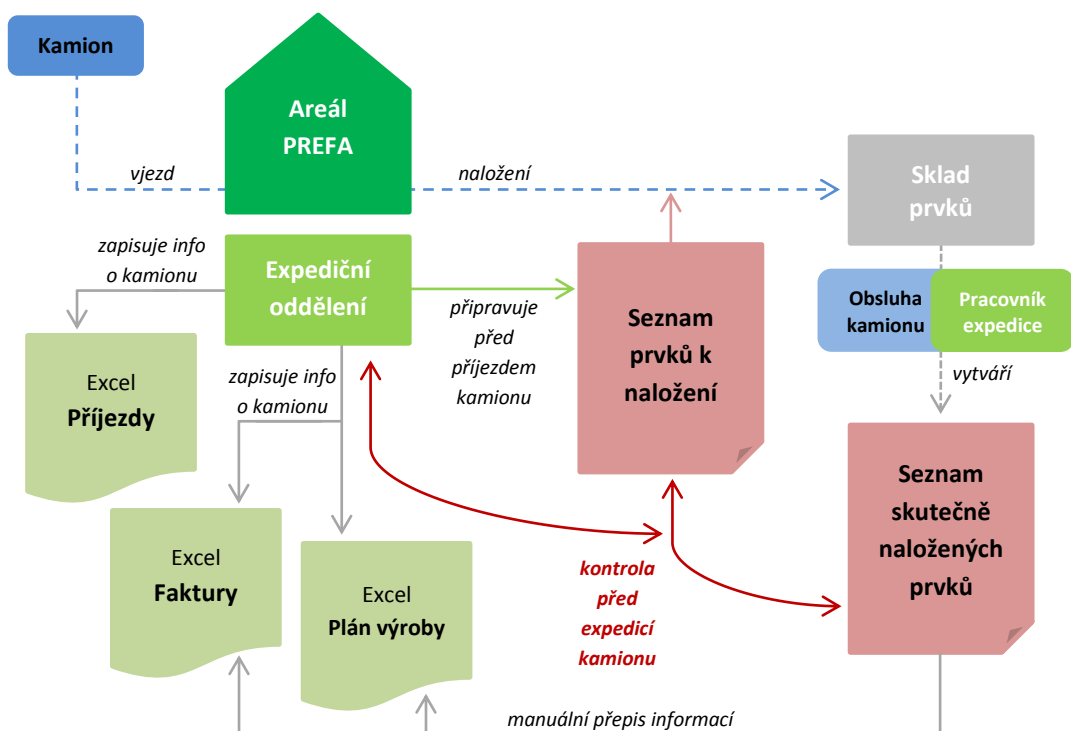 Kamion
Areál
PREFA
vjezd
naložení
Sklad
prvků
zapisuje info
o kamionu
Expediční
oddělení
připravuje
před
příjezdem
kamionu
Seznam
prvků k
naložení
Obsluha
kamionu
Pracovník
expedice
vytváří
Excel
Příjezdy
zapisuje info
o kamionu
Excel
Faktury
Excel
Plán výroby
kontrola
před
expedicí
kamionu
Seznam
skutečně
naložených
prvků
manuální přepis informací